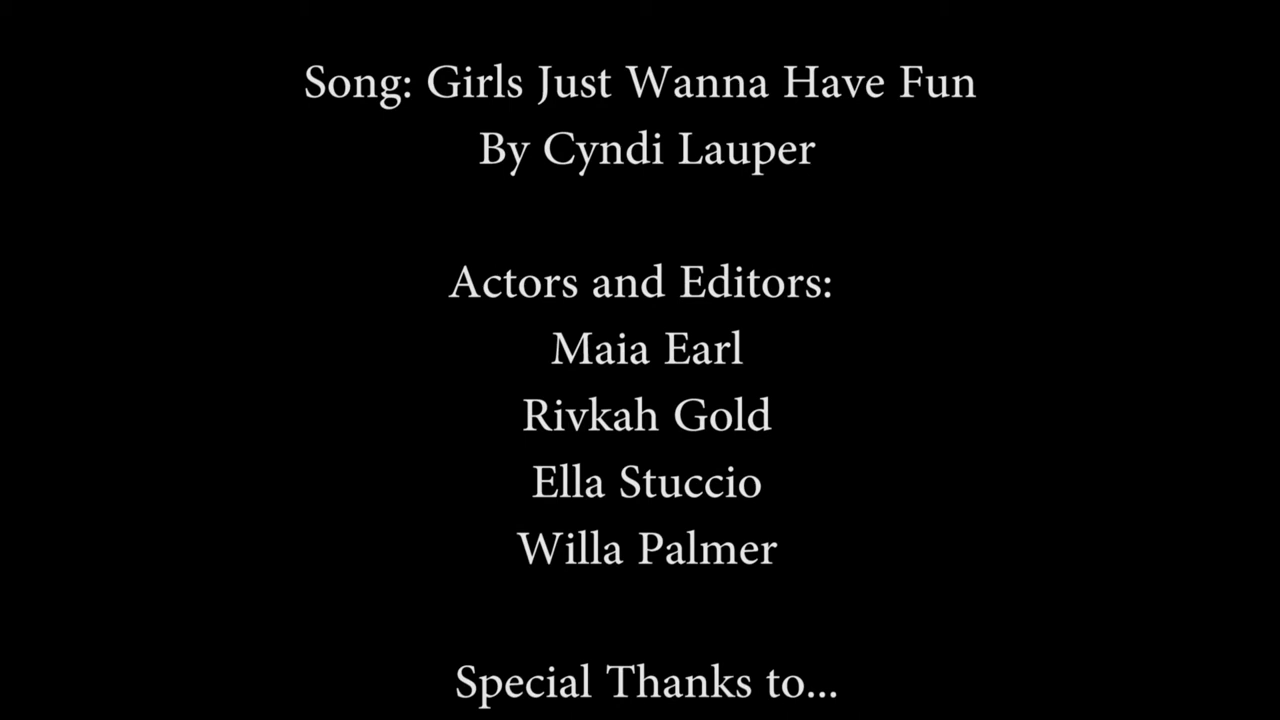 Song: Girls Just Wanna Have Fun
By Cyndi Lauper
Actors and Editors:
Maia Earl
Rivkah Gold
Ella Stuccio
Willa Palmer
Special Thanks to...